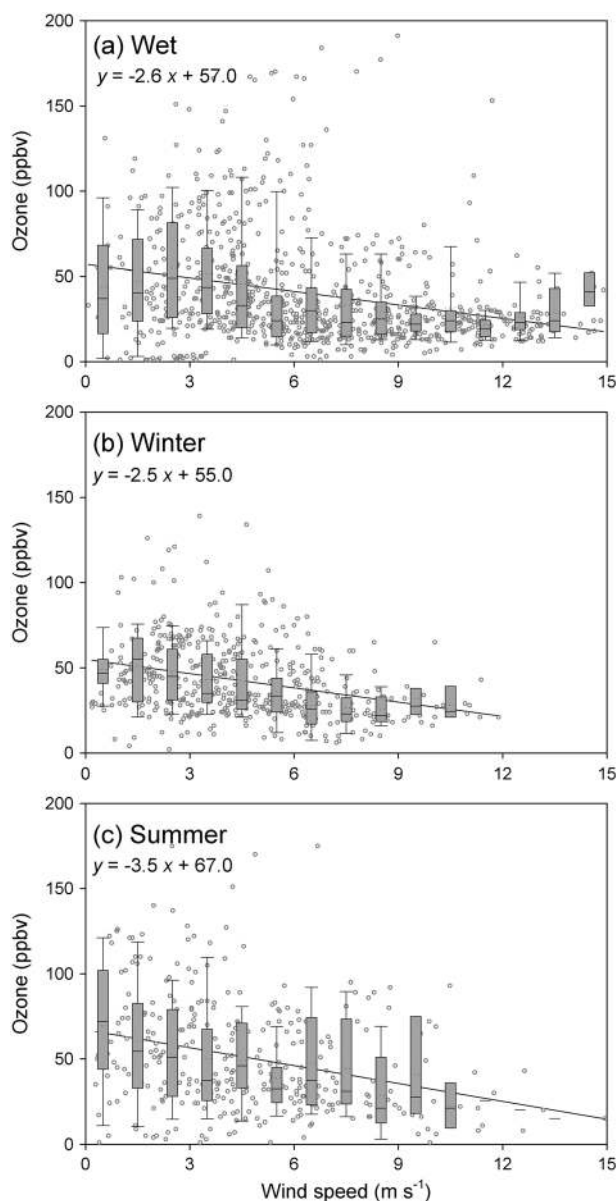 200
(a) Wet
y = -2.6 x + 57.0
150
Ozone (ppbv)
100
50
0
0 3 6 9 12 15
200
(b) Winter
y = -2.5 x + 55.0
150
Ozone (ppbv)
100
50
0
0 3 6 9 12 15
200
(c) Summer
y = -3.5 x + 67.0
150
Ozone (ppbv)
100
50
0
0 3 6 9 12 15
Wind speed (m s⁻¹)